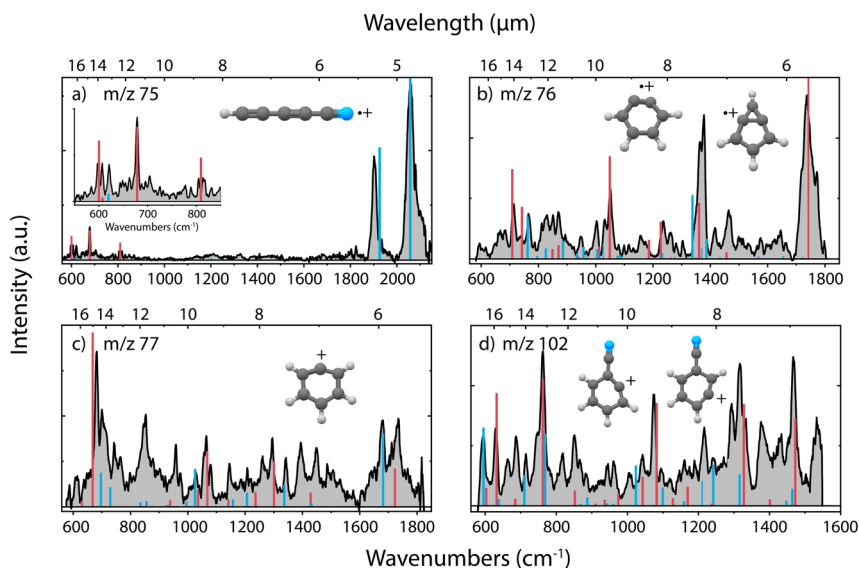 Wavelength (μm)
16 14 12 10 8 6 5
16 14 12 10 8 6
a) m/z 75
•+
600 700 800
Wavenumbers (cm-1)
600 800 1000 1200 1400 1600 1800 2000
b) m/z 76
•+
•+
600 800 1000 1200 1400 1600 1800
Intensity (a.u.)
16 14 12 10 8 6
16 14 12 10 8
c) m/z 77
+
600 800 1000 1200 1400 1600 1800
d) m/z 102
+
+
600 800 1000 1200 1400 1600
Wavenumbers (cm-1)